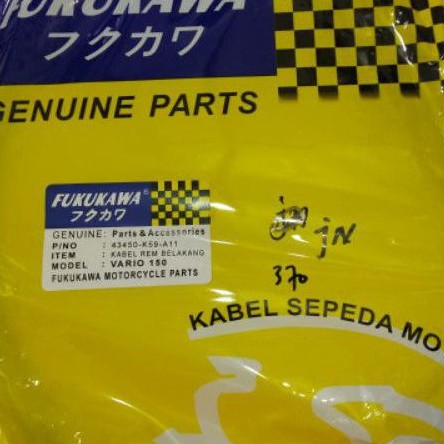 FUKUKAWA
フクカワ
GENUINE PARTS
FUKUKAWA®
フクカワ
GENUINE: Parts & Accessories
P/NO : 43450-K59-A11
ITEM : KABEL REM BELAKANG
MODEL : VARIO 150
FUKUKAWA MOTORCYCLE PARTS
jN
370
KABEL SEPEDA MO